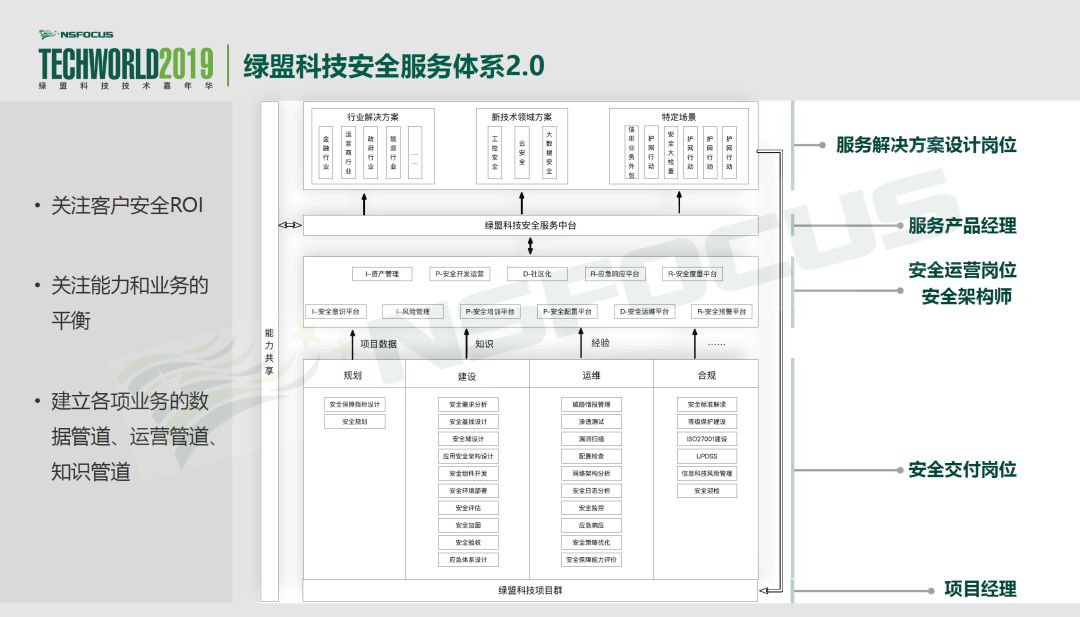 NSFOCUS
TECHWORLD2019
绿盟科技技术嘉年华
绿盟科技安全服务体系2.0
• 关注客户安全ROI
• 关注能力和业务的
平衡
• 建立各项业务的数
据管道、运营管道、
知识管道
能力共享
行业解决方案
金融行业
运营商行业
政府行业
能源行业
……
新技术领域方案
工控安全
云安全
大数据安全
特定场景
信用业务外包
护网行动
安全大检查
护网行动
护网行动
护网行动
绿盟科技安全服务中台
I-资产管理
P-安全开发运营
D-社区化
R-应急响应平台
R-安全度量平台
I-安全意识平台
I-风险管理
P-安全培训平台
P-安全配置平台
D-安全运维平台
R-安全预警平台
项目数据
知识
经验
……
规划
安全保障指标设计
安全规划
建设
安全需求分析
安全基线设计
安全域设计
应用安全架构设计
安全组件开发
安全环境部署
安全评估
安全加固
安全验收
应急体系设计
运维
威胁情报管理
渗透测试
漏洞扫描
配置检查
网络架构分析
安全日志分析
安全监控
应急响应
安全策略优化
安全保障能力评价
合规
安全标准解读
等级保护建设
ISO27001建设
UPDSS
信息科技风险管理
安全迎检
绿盟科技项目群
服务解决方案设计岗位
服务产品经理
安全运营岗位
安全架构师
安全交付岗位
项目经理
NSFOCUS